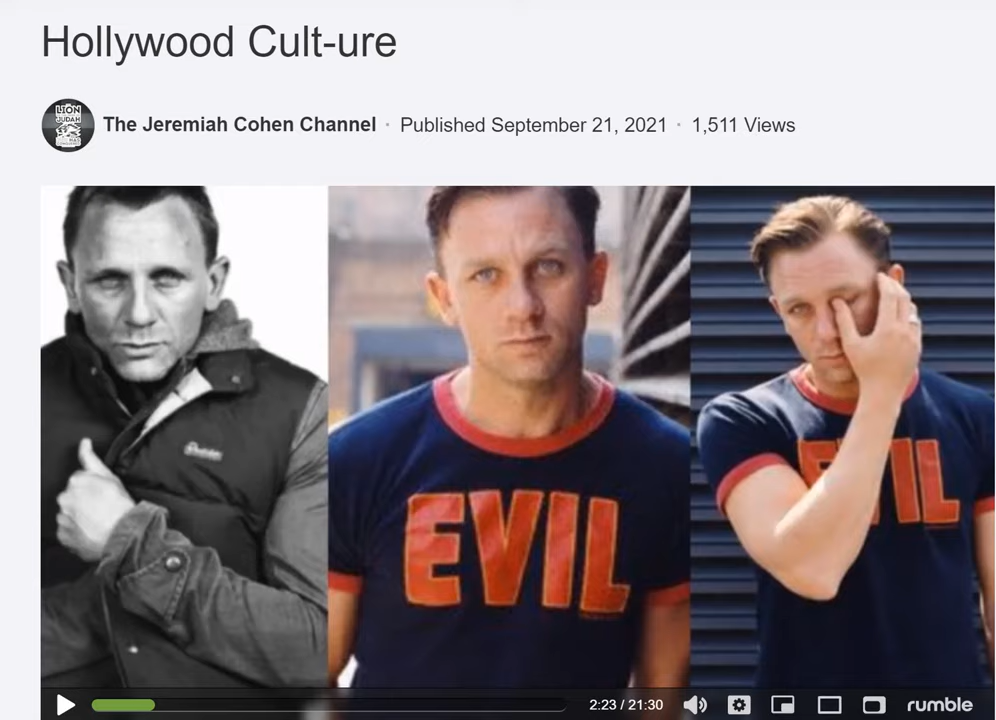 Hollywood Cult-ure
LION
JUDAH
The Jeremiah Cohen Channel · Published September 21, 2021 · 1,511 Views
EVIL
EVIL
2:23 / 21:30
rumble